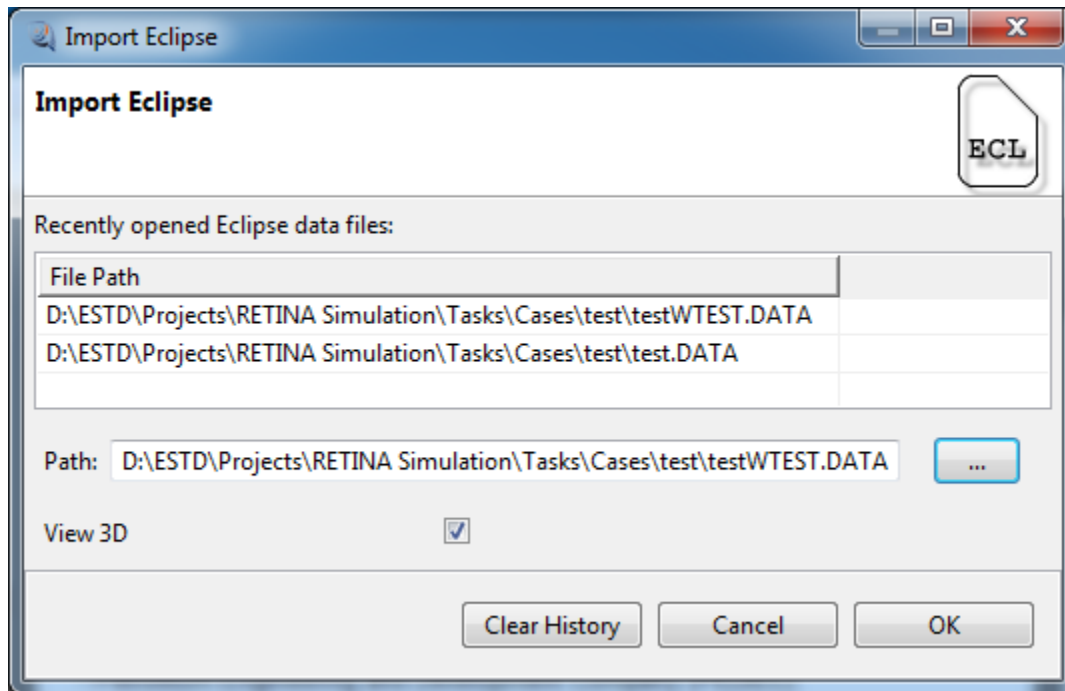 Import Eclipse
Import Eclipse
ECL
Recently opened Eclipse data files:
File Path
D:\ESTD\Projects\RETINA Simulation\Tasks\Cases\test\testWTEST.DATA
D:\ESTD\Projects\RETINA Simulation\Tasks\Cases\test\test.DATA
Path: D:\ESTD\Projects\RETINA Simulation\Tasks\Cases\test\testWTEST.DATA ...
View 3D
Clear History Cancel OK